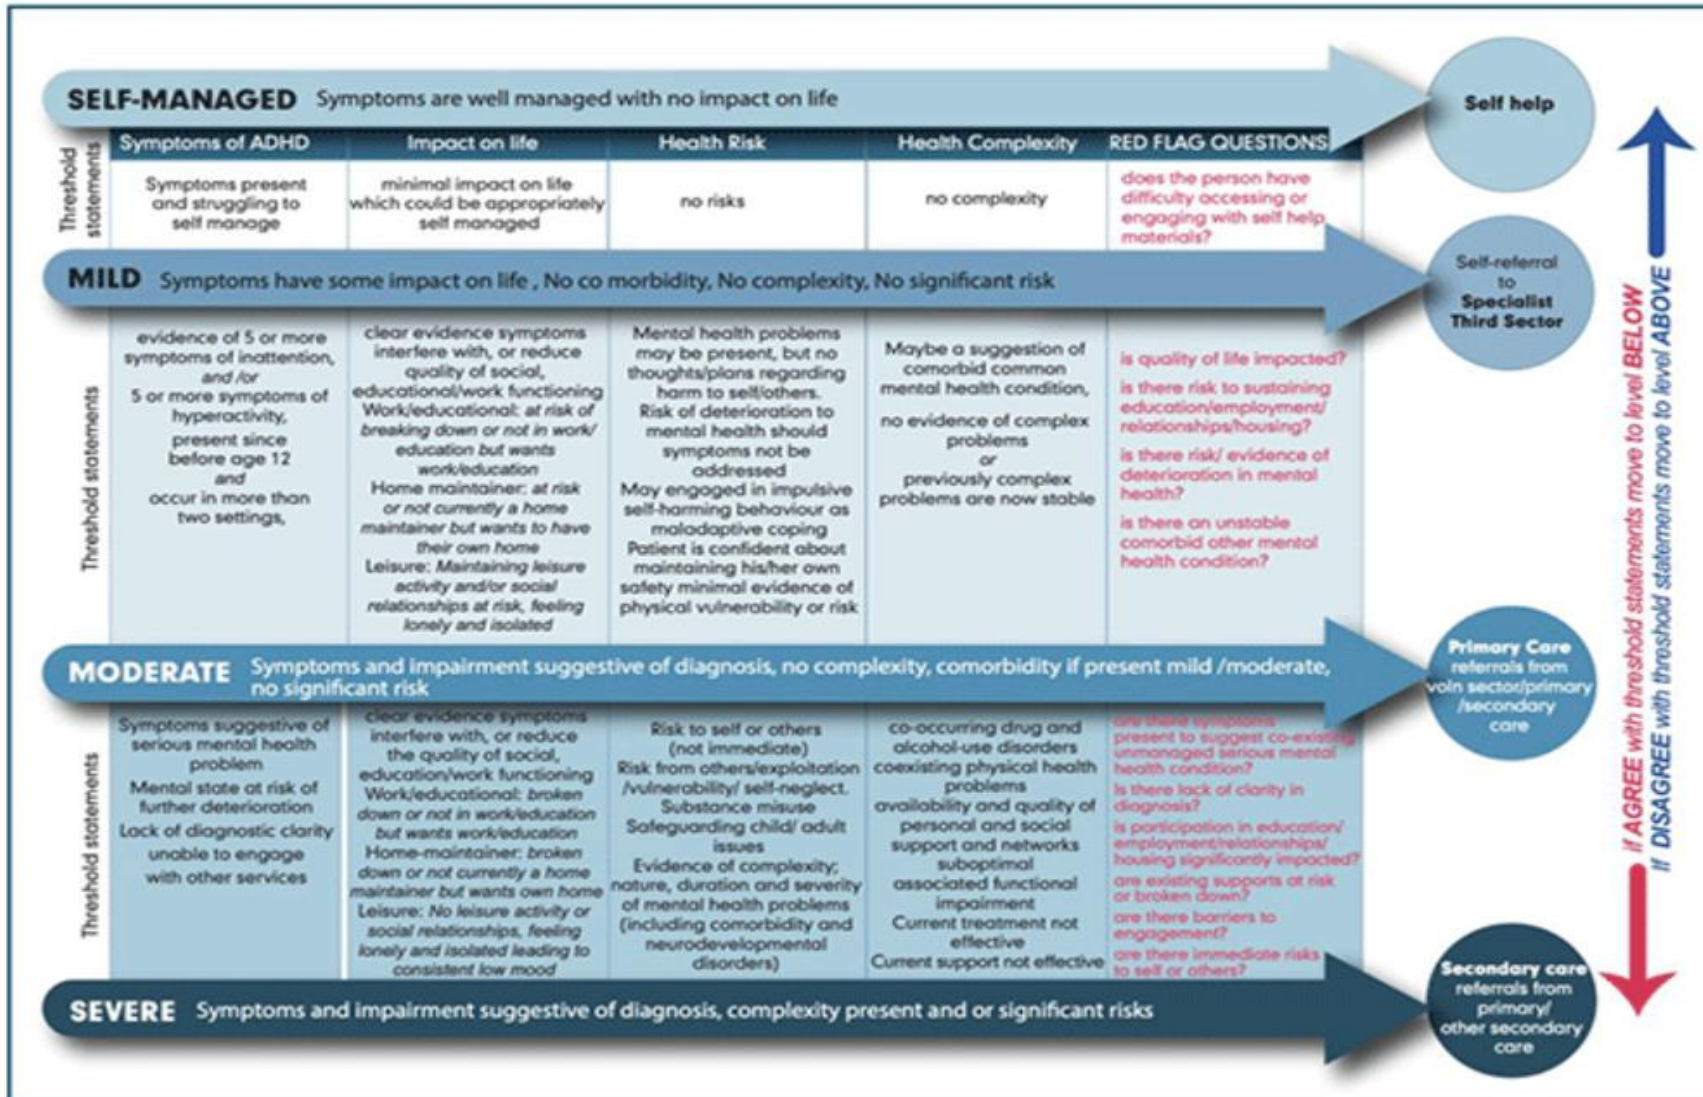 SELF-MANAGED Symptoms are well managed with no impact on life
Self help
Symptoms of ADHD
Impact on life
Health Risk
Health Complexity
RED FLAG QUESTIONS
Threshold
statements
Symptoms present
and struggling to
self manage
minimal impact on life
which could be appropriately
self managed
no risks
no complexity
does the person have
difficulty accessing or
engaging with self help
materials?
MILD Symptoms have some impact on life , No co morbidity, No complexity, No significant risk
Self-referral
to
Specialist
Third Sector
Threshold statements
evidence of 5 or more
symptoms of inattention,
and /or
5 or more symptoms of
hyperactivity,
present since
before age 12
and
occur in more than
two settings,
clear evidence symptoms
interfere with, or reduce
quality of social,
educational/work functioning
Work/educational: at risk of
breaking down or not in work/
education but wants
work/education
Home maintainer: at risk
or not currently a home
maintainer but wants to have
their own home
Leisure: Maintaining leisure
activity and/or social
relationships at risk, feeling
lonely and isolated
Mental health problems
may be present, but no
thoughts/plans regarding
harm to self/others.
Risk of deterioration to
mental health should
symptoms not be
addressed
May engaged in impulsive
self-harming behaviour as
maladaptive coping
Patient is confident about
maintaining his/her own
safety minimal evidence of
physical vulnerability or risk
Maybe a suggestion of
comorbid common
mental health condition,
no evidence of complex
problems
or
previously complex
problems are now stable
is quality of life impacted?
is there risk to sustaining
education/employment/
relationships/housing?
is there risk/ evidence of
deterioration in mental
health?
is there an unstable
comorbid other mental
health condition?
MODERATE Symptoms and impairment suggestive of diagnosis, no complexity, comorbidity if present mild /moderate,
no significant risk
Primary Care
referrals from
voln sector/primary
/secondary
care
Threshold statements
Symptoms suggestive of
serious mental health
problem
Mental state at risk of
further deterioration
Lack of diagnostic clarity
unable to engage
with other services
clear evidence symptoms
interfere with, or reduce
the quality of social,
education/work functioning
Work/educational: broken
down or not in work/education
but wants work/education
Home-maintainer: broken
down or not currently a home
maintainer but wants own home
Leisure: No leisure activity or
social relationships, feeling
lonely and isolated leading to
consistent low mood
Risk to self or others
(not immediate)
Risk from others/exploitation
/vulnerability/ self-neglect.
Substance misuse
Safeguarding child/ adult
issues
Evidence of complexity;
nature, duration and severity
of mental health problems
(including comorbidity and
neurodevelopmental
disorders)
co-occurring drug and
alcohol-use disorders
coexisting physical health
problems
availability and quality of
personal and social
support and networks
suboptimal
associated functional
impairment
Current treatment not
effective
Current support not effective
are there symptoms
present to suggest co-existing
unmanaged serious mental
health condition?
Is there lack of clarity in
diagnosis?
is participation in education/
employment/relationships/
housing significantly impacted?
are existing supports at risk
or broken down?
are there barriers to
engagement?
are there immediate risks
to self or others?
SEVERE Symptoms and impairment suggestive of diagnosis, complexity present and or significant risks
Secondary care
referrals from
primary/
other secondary
care
if AGREE with threshold statements move to level BELOW
If DISAGREE with threshold statements move to level ABOVE